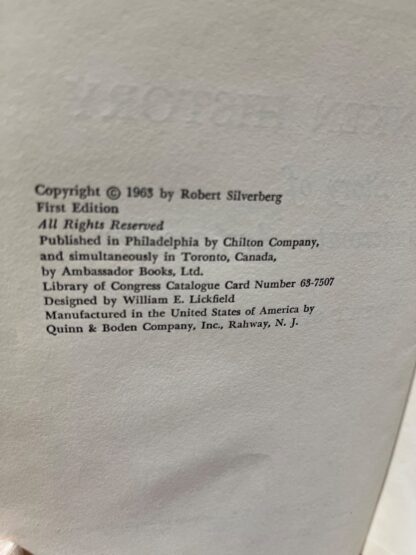 Copyright © 1963 by Robert Silverberg
First Edition
All Rights Reserved
Published in Philadelphia by Chilton Company,
and simultaneously in Toronto, Canada,
by Ambassador Books, Ltd.
Library of Congress Catalogue Card Number 63-7507
Designed by William E. Lickfield
Manufactured in the United States of America by
Quinn & Boden Company, Inc., Rahway, N. J.